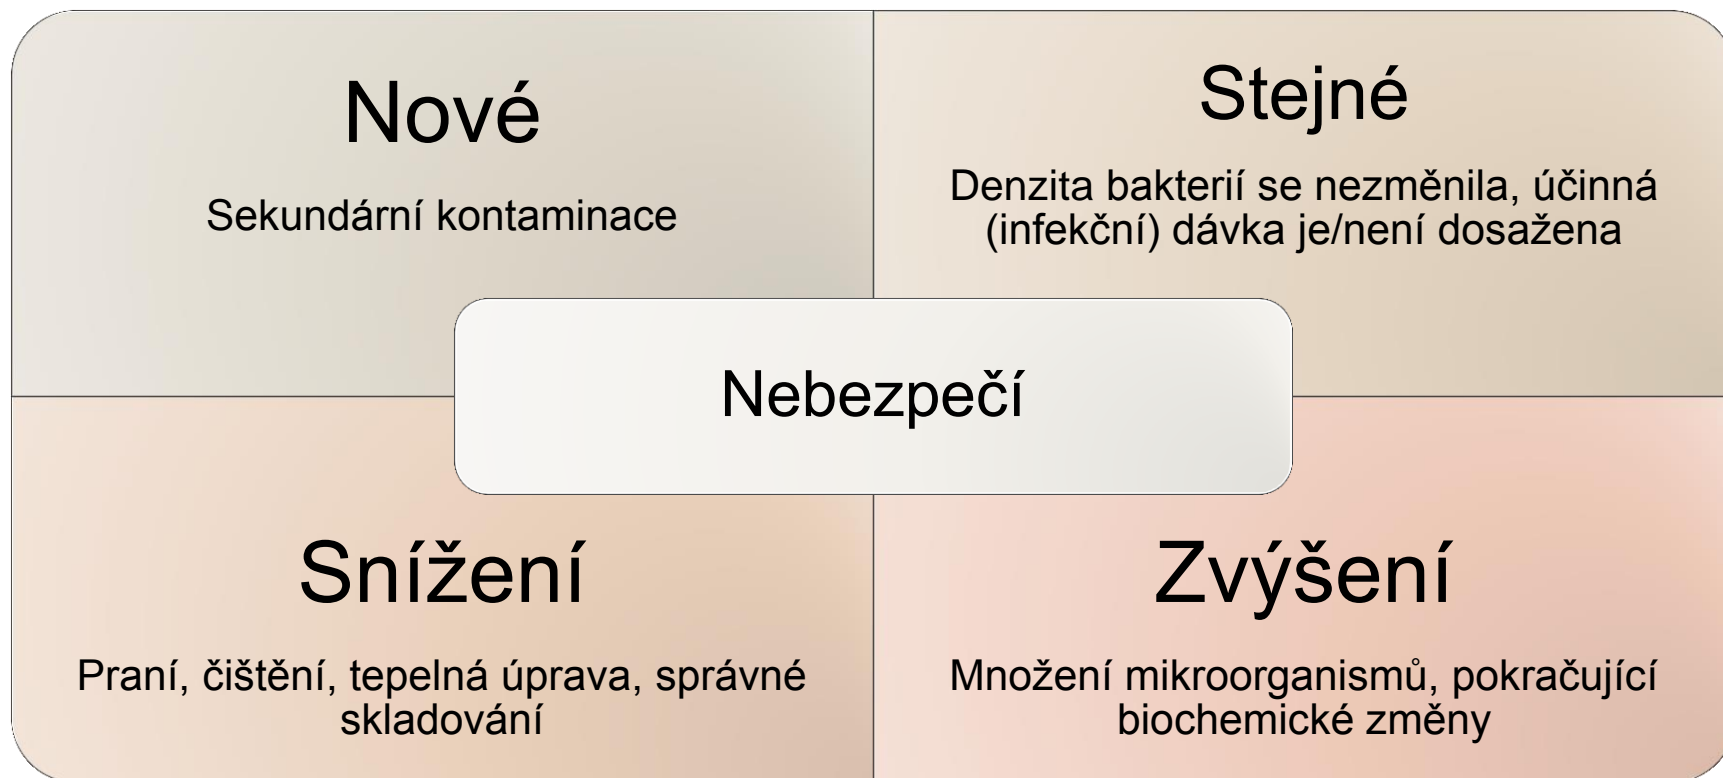 Nové
Sekundární kontaminace
Stejné
Denzita bakterií se nezměnila, účinná
(infekční) dávka je/není dosažena
Nebezpečí
Snížení
Praní, čištění, tepelná úprava, správné
skladování
Zvýšení
Množení mikroorganismů, pokračující
biochemické změny